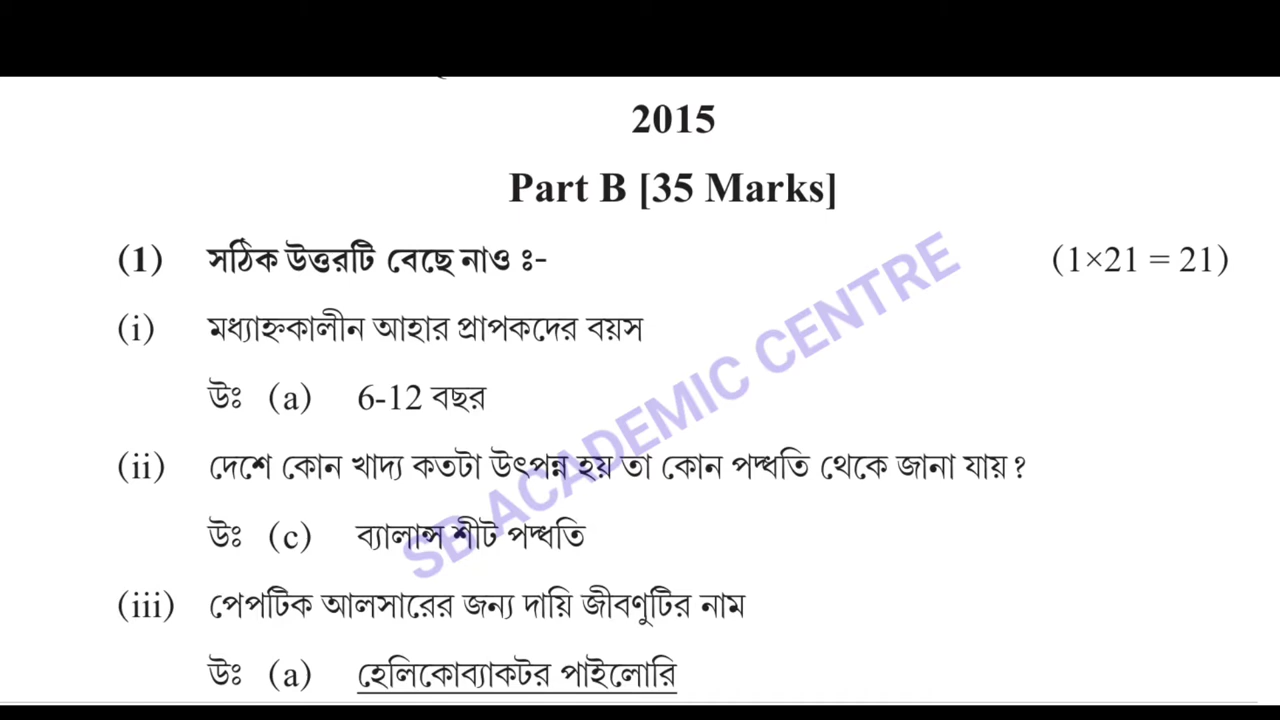 2015
Part B [35 Marks]
(1) সঠিক উত্তরটি বেছে নাও ঃ- (1×21 = 21)
(i) মধ্যাহ্নকালীন আহার প্রাপকদের বয়স
উঃ (a) 6-12 বছর
(ii) দেশে কোন খাদ্য কতটা উৎপন্ন হয় তা কোন পদ্ধতি থেকে জানা যায় ?
উঃ (c) ব্যালান্স শীট পদ্ধতি
(iii) পেপটিক আলসারের জন্য দায়ি জীবণুটির নাম
উঃ (a) হেলিকোব্যাকটর পাইলোরি
SB ACADEMIC CENTRE